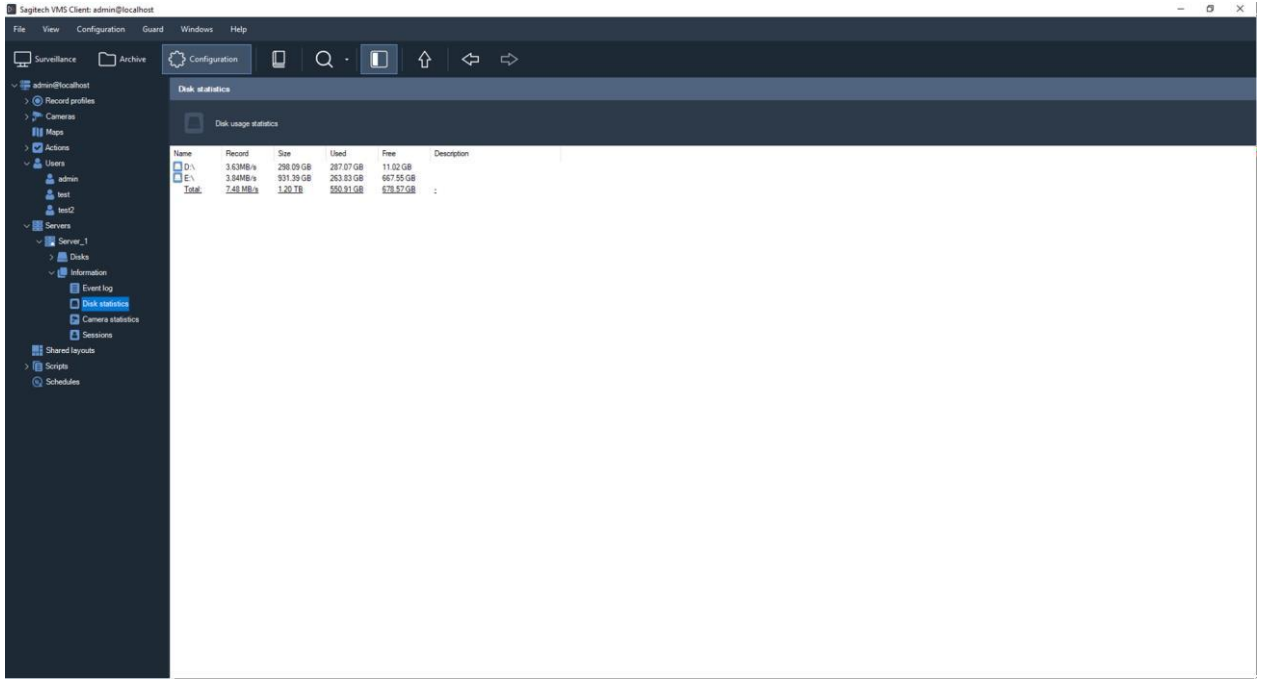 Sagitech VMS Client: admin@localhost
File View Configuration Guard Windows Help
Surveillance Archive Configuration
admin@localhost
Record profiles
Cameras
Maps
Actions
Users
admin
test
test2
Servers
Server_1
Disks
Information
Event log
Disk statistics
Camera statistics
Sessions
Shared layouts
Scripts
Schedules
Disk statistics
Disk usage statistics
Name Record Size Used Free Description
D:\ 3.63MB/s 298.09 GB 287.07 GB 11.02 GB
E:\ 3.84MB/s 931.39 GB 263.83 GB 667.55 GB
Total: 7.48 MB/s 1.20 TB 550.91 GB 678.57 GB :